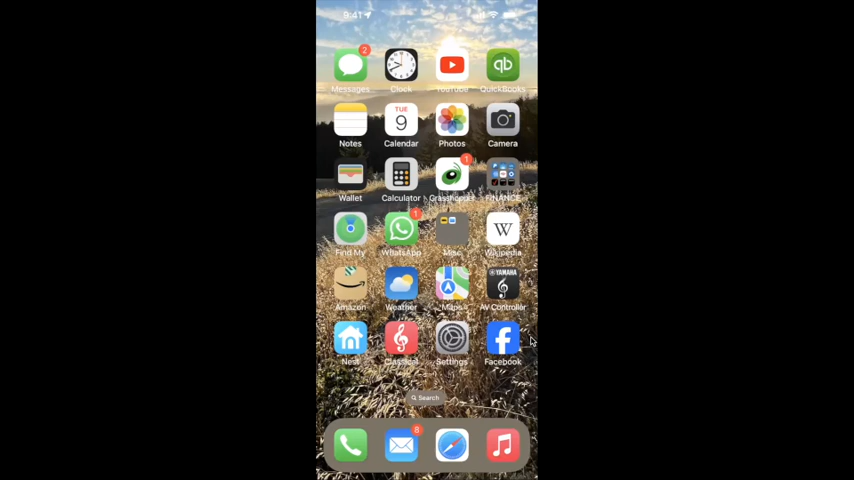 9:41
2
Messages Clock YouTube QuickBooks
TUE
9
qb
Notes Calendar Photos Camera
1
Wallet Calculator Grasshopper FINANCE
1
W
Find My WhatsApp Misc Wikipedia
YAMAHA
Amazon Weather Maps AV Controller
f
Nest Classical Settings Facebook
Search
8